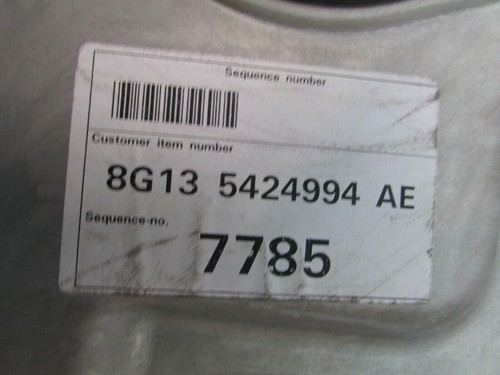 Sequence number
Customer item number
8G13 5424994 AE
Sequence-no.
7785